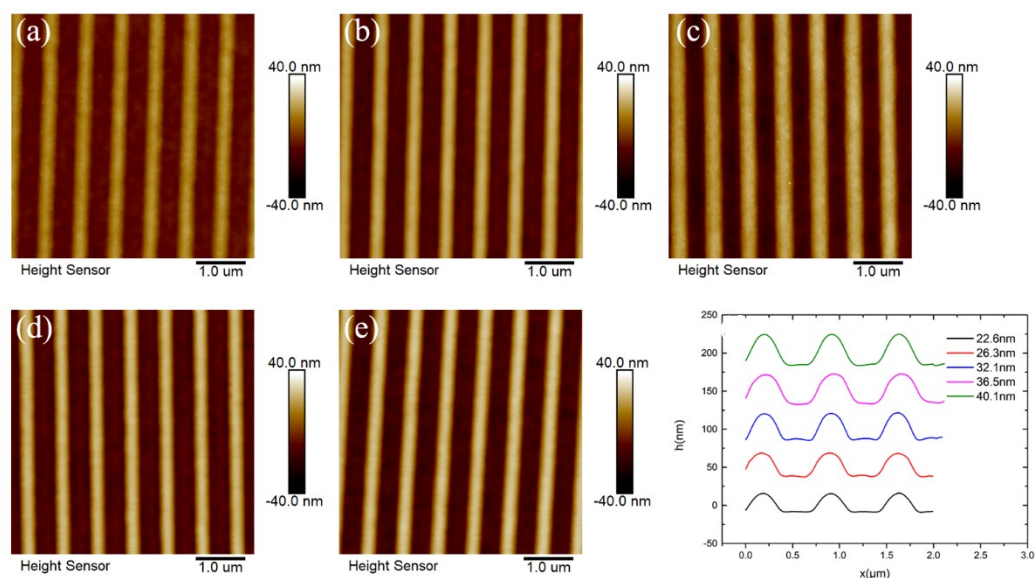 (a)
40.0 nm
-40.0 nm
Height Sensor
1.0 um
(b)
40.0 nm
-40.0 nm
Height Sensor
1.0 um
(c)
40.0 nm
-40.0 nm
Height Sensor
1.0 um
(d)
40.0 nm
-40.0 nm
Height Sensor
1.0 um
(e)
40.0 nm
-40.0 nm
Height Sensor
1.0 um
250
200
150
100
50
0
-50
h(nm)
22.6nm
26.3nm
32.1nm
36.5nm
40.1nm
0.0 0.5 1.0 1.5 2.0 2.5 3.0
x(μm)